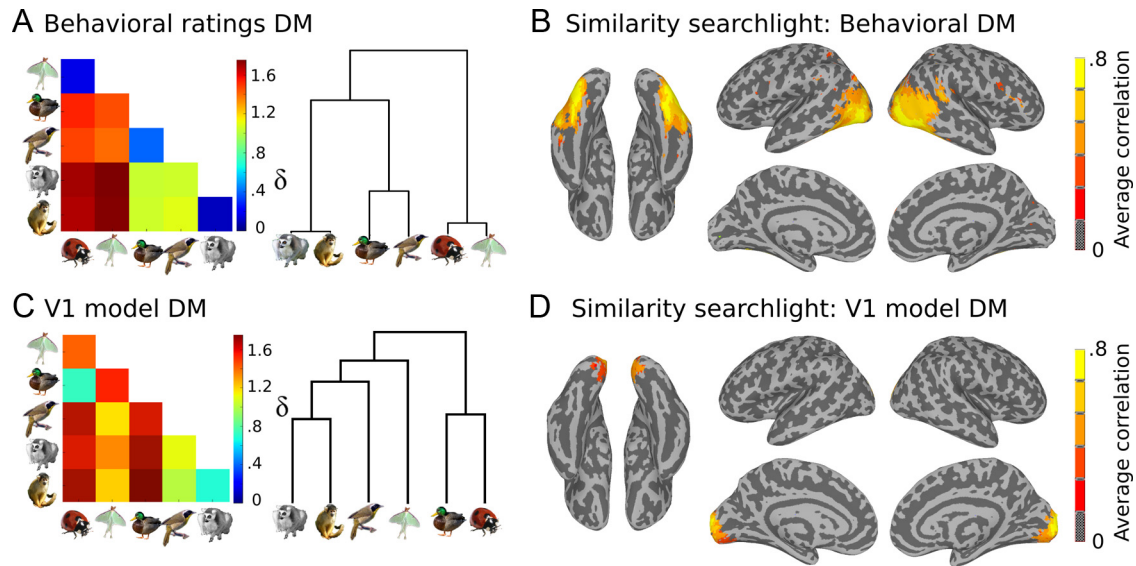 A Behavioral ratings DM
1.6
1.2
.8
.4
0
δ
B Similarity searchlight: Behavioral DM
.8
0
Average correlation
C V1 model DM
1.6
1.2
.8
.4
0
δ
D Similarity searchlight: V1 model DM
.8
0
Average correlation